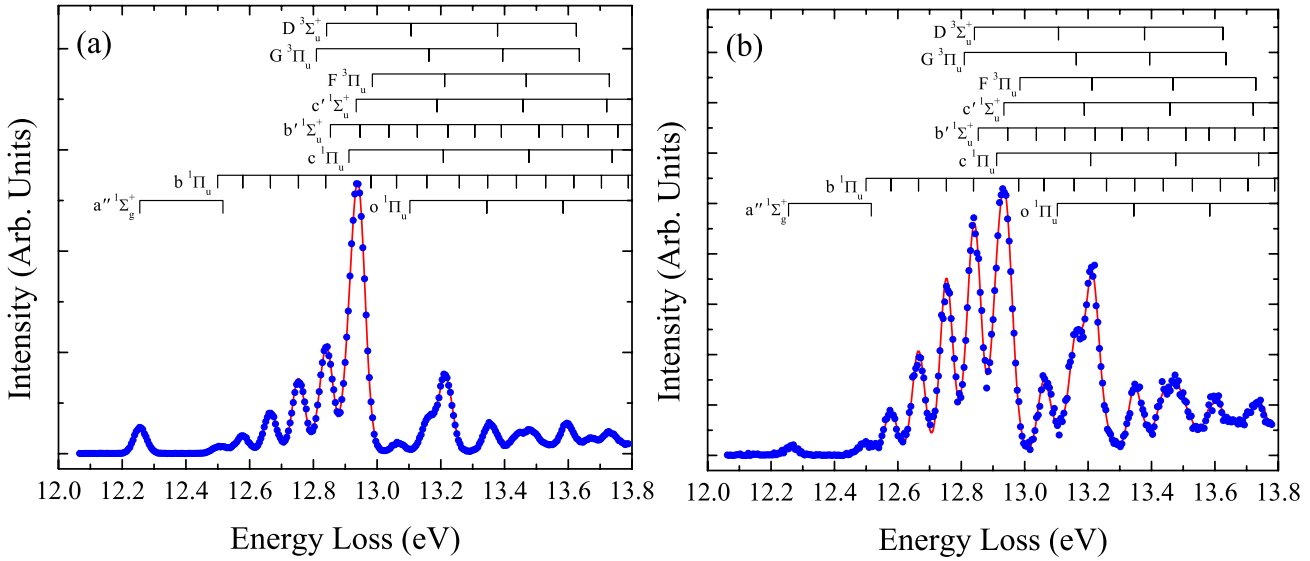 (a)
D ³Σᵤ⁺
G ³Πᵤ
F ³Πᵤ
c′ ¹Σᵤ⁺
b′ ¹Σᵤ⁺
c ¹Πᵤ
b ¹Πᵤ
a″ ¹Σg⁺
o ¹Πᵤ
Intensity (Arb. Units)
12.0 12.2 12.4 12.6 12.8 13.0 13.2 13.4 13.6 13.8
Energy Loss (eV)
(b)
D ³Σᵤ⁺
G ³Πᵤ
F ³Πᵤ
c′ ¹Σᵤ⁺
b′ ¹Σᵤ⁺
c ¹Πᵤ
b ¹Πᵤ
a″ ¹Σg⁺
o ¹Πᵤ
Intensity (Arb. Units)
12.0 12.2 12.4 12.6 12.8 13.0 13.2 13.4 13.6 13.8
Energy Loss (eV)